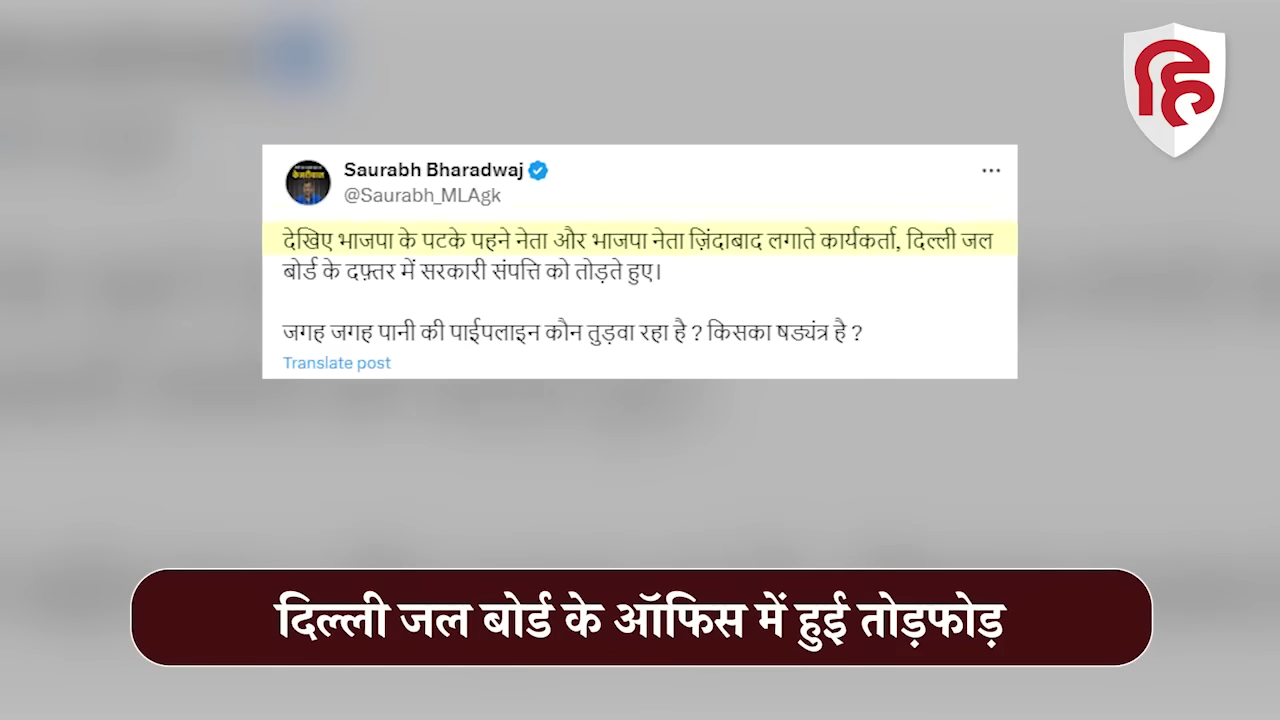 हि
केजरीवाल
Saurabh Bharadwaj
@Saurabh_MLAgk
देखिए भाजपा के पटके पहने नेता और भाजपा नेता ज़िंदाबाद लगाते कार्यकर्ता, दिल्ली जल
बोर्ड के दफ़्तर में सरकारी संपत्ति को तोड़ते हुए।
जगह जगह पानी की पाईपलाइन कौन तुड़वा रहा है ? किसका षड्यंत्र है ?
Translate post
दिल्ली जल बोर्ड के ऑफिस में हुई तोड़फोड़